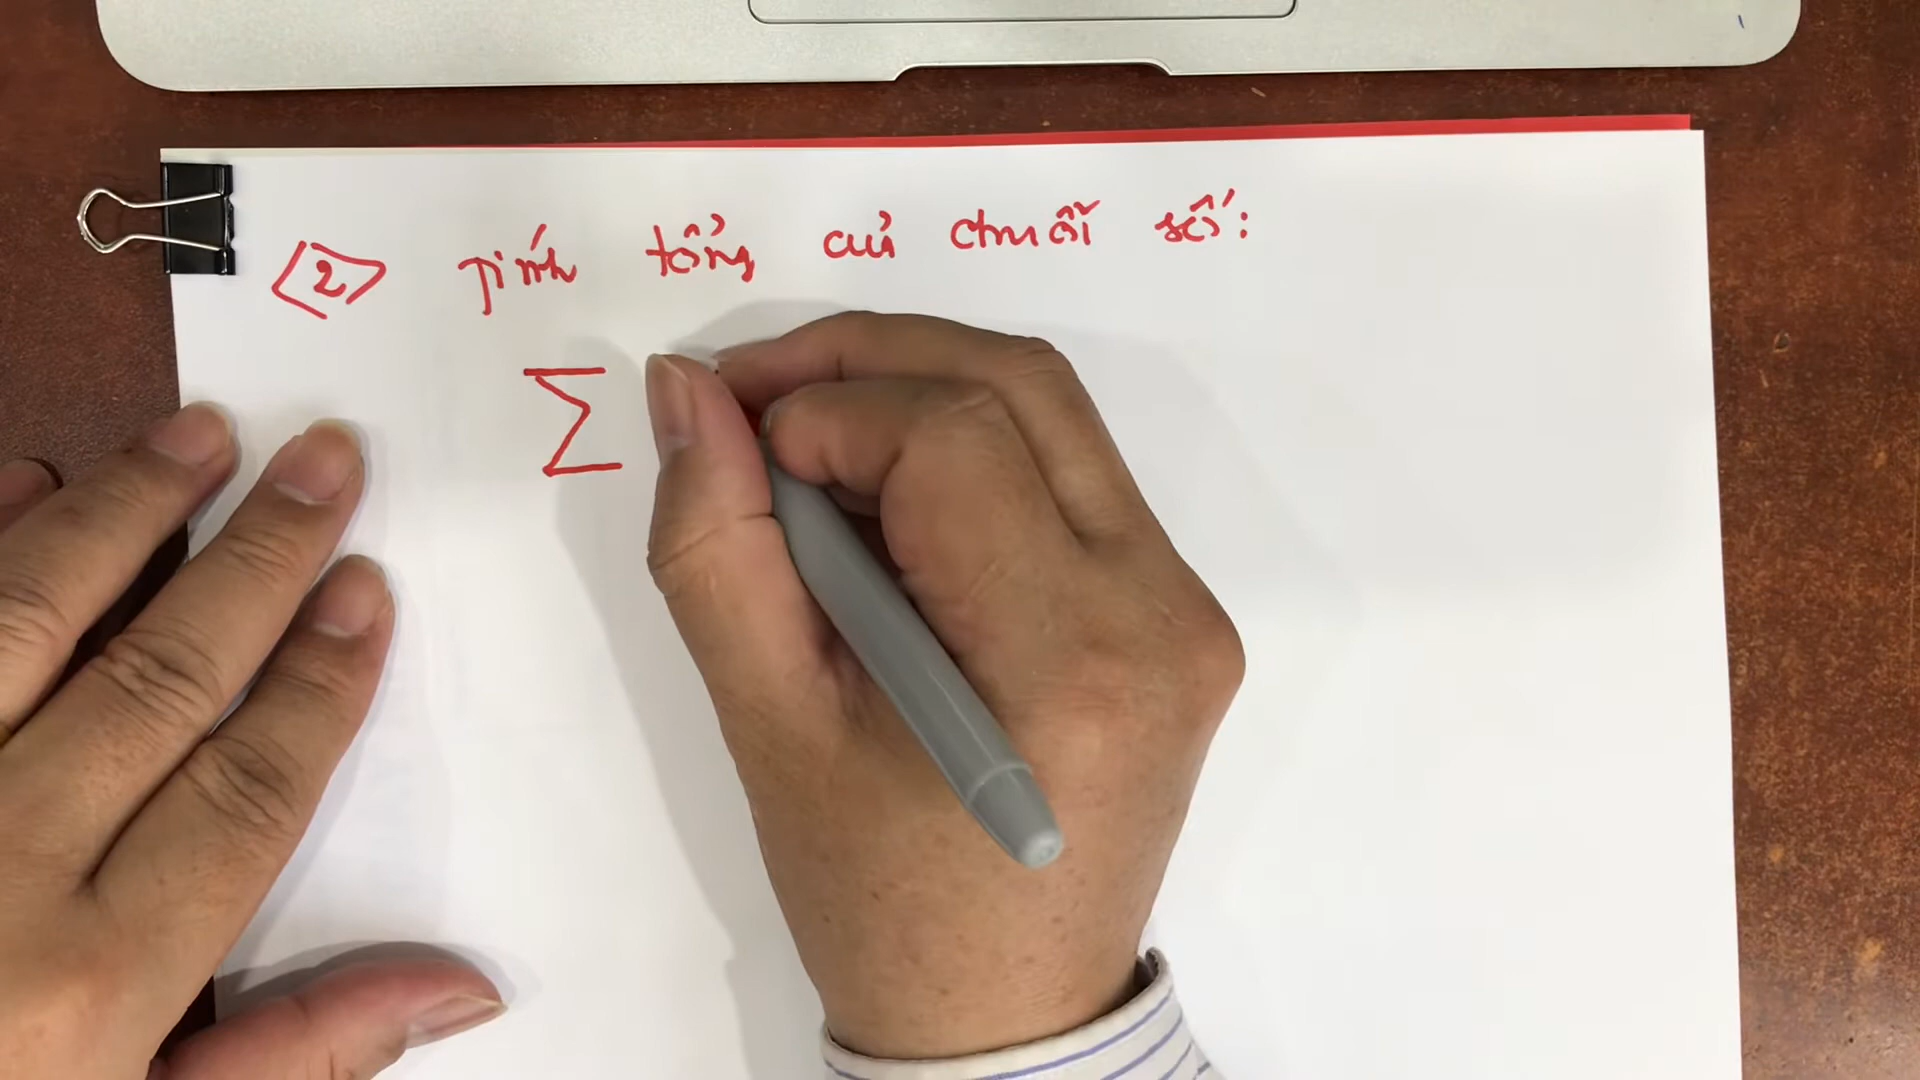 <2> Tính tổng của chuỗi số:
Σ